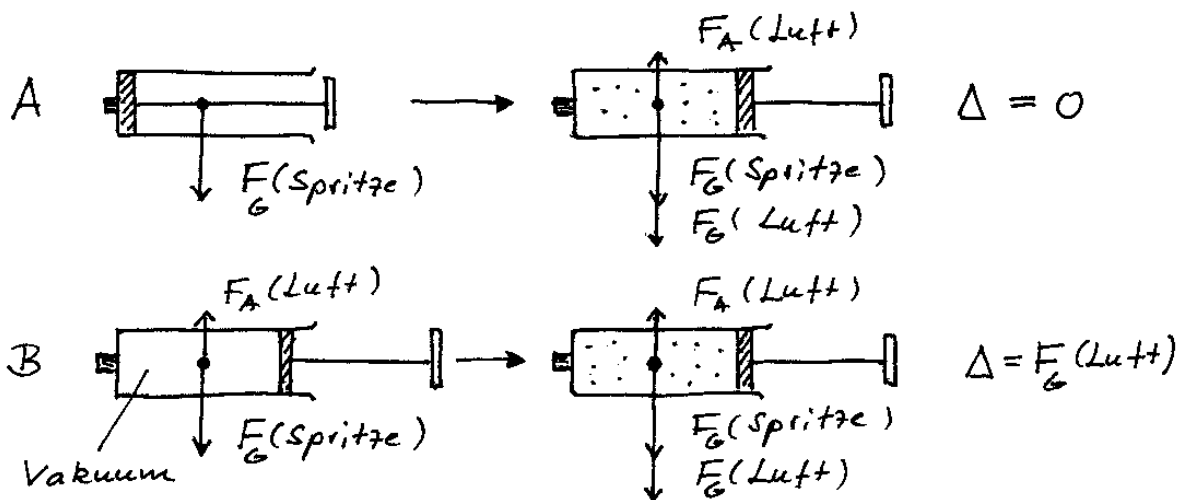 A
F_G (Spritze)
F_A (Luft)
F_G (Spritze)
F_G (Luft)
Δ = 0
B
Vakuum
F_A (Luft)
F_G (Spritze)
F_A (Luft)
F_G (Spritze)
F_G (Luft)
Δ = F_G (Luft)